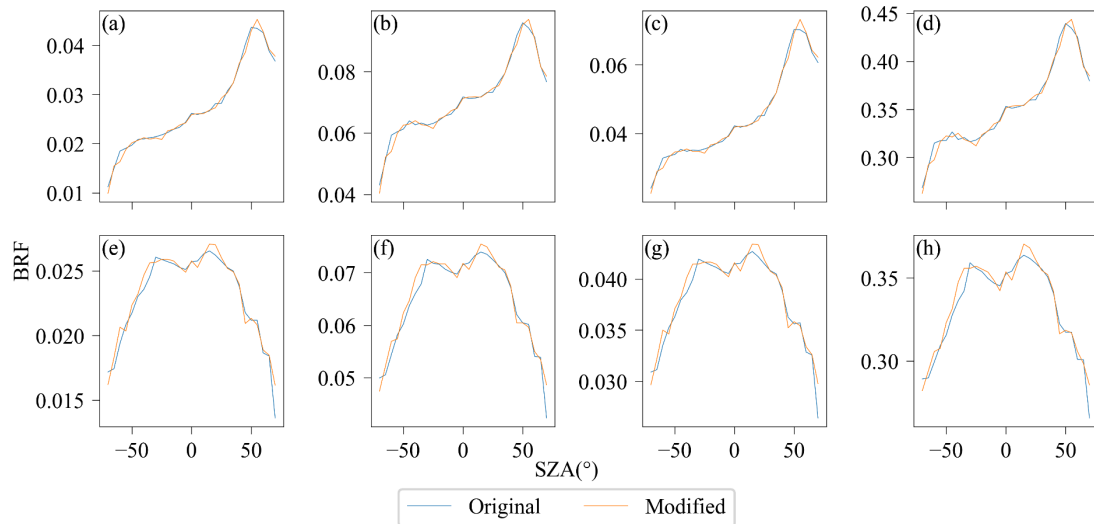 (a) (b) (c) (d)
0.04 0.03 0.02 0.01
0.08 0.06 0.04
0.06 0.04
0.45 0.40 0.35 0.30
BRF
(e) (f) (g) (h)
0.025 0.020 0.015
0.07 0.06 0.05
0.040 0.035 0.030
0.35 0.30
−50 0 50 −50 0 50 −50 0 50 −50 0 50
SZA(°)
Original Modified